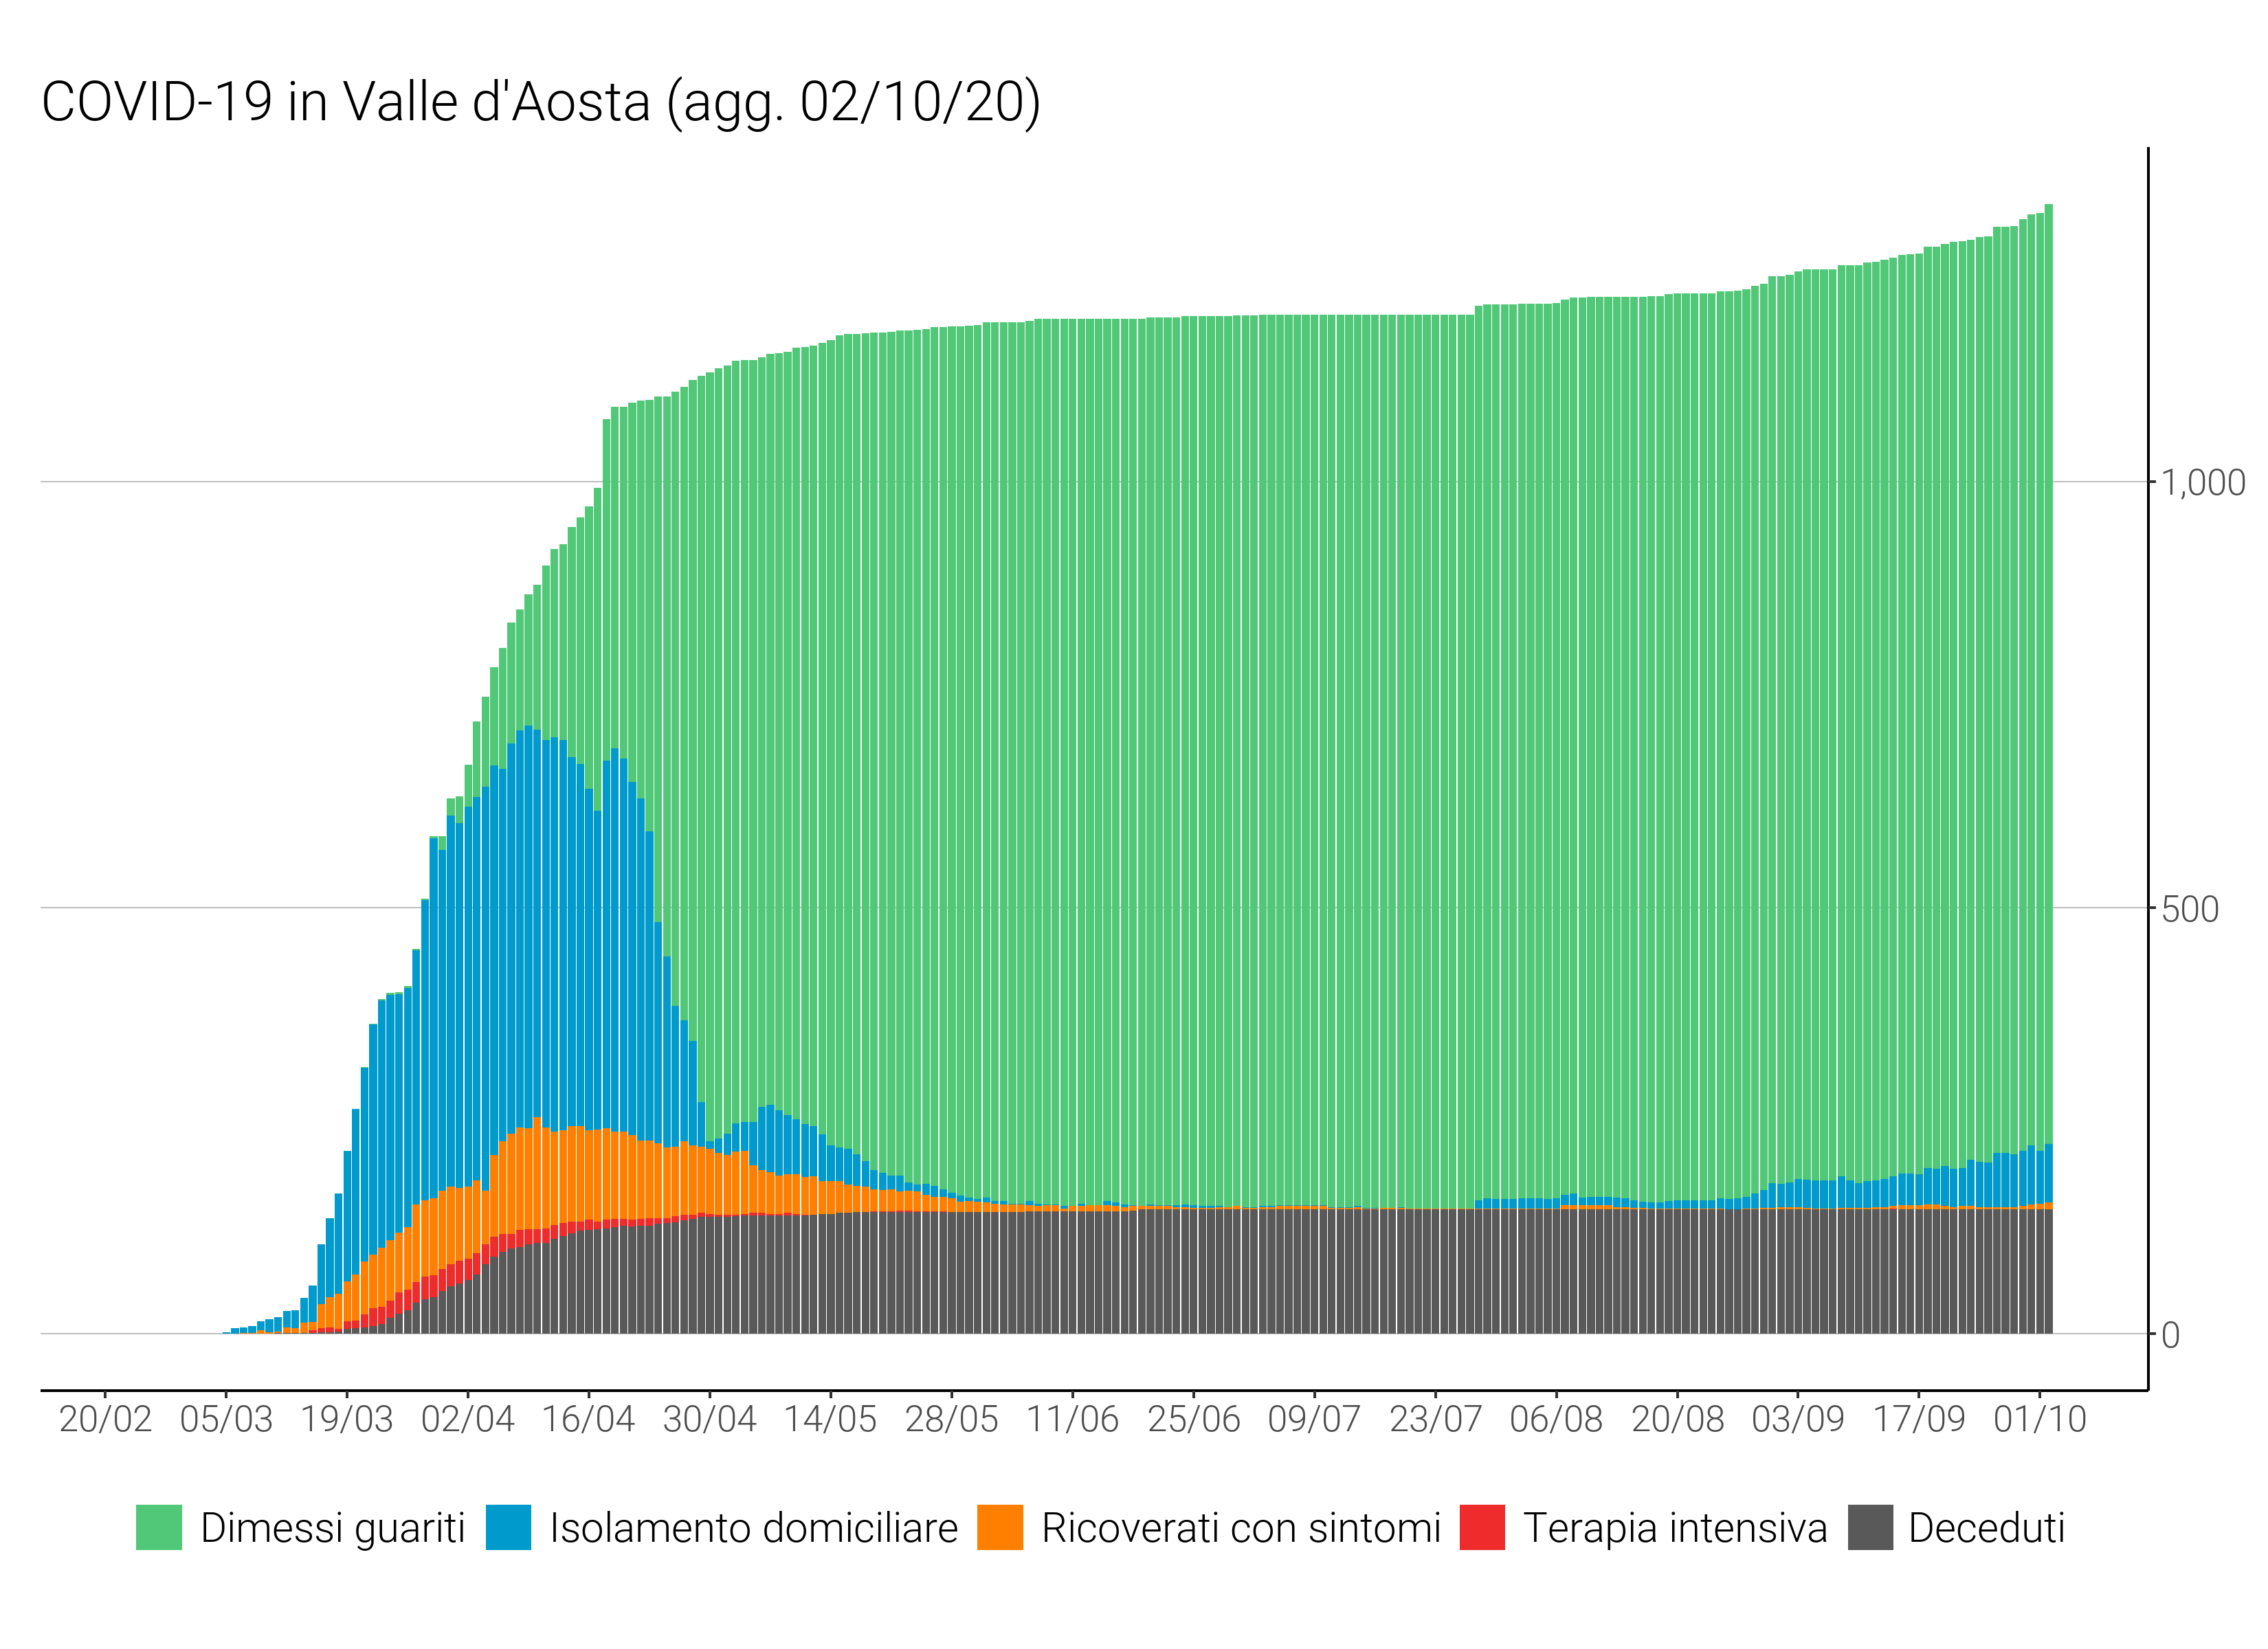 COVID-19 in Valle d'Aosta (agg. 02/10/20)
1,000
500
0
20/02 05/03 19/03 02/04 16/04 30/04 14/05 28/05 11/06 25/06 09/07 23/07 06/08 20/08 03/09 17/09 01/10
Dimessi guariti Isolamento domiciliare Ricoverati con sintomi Terapia intensiva Deceduti